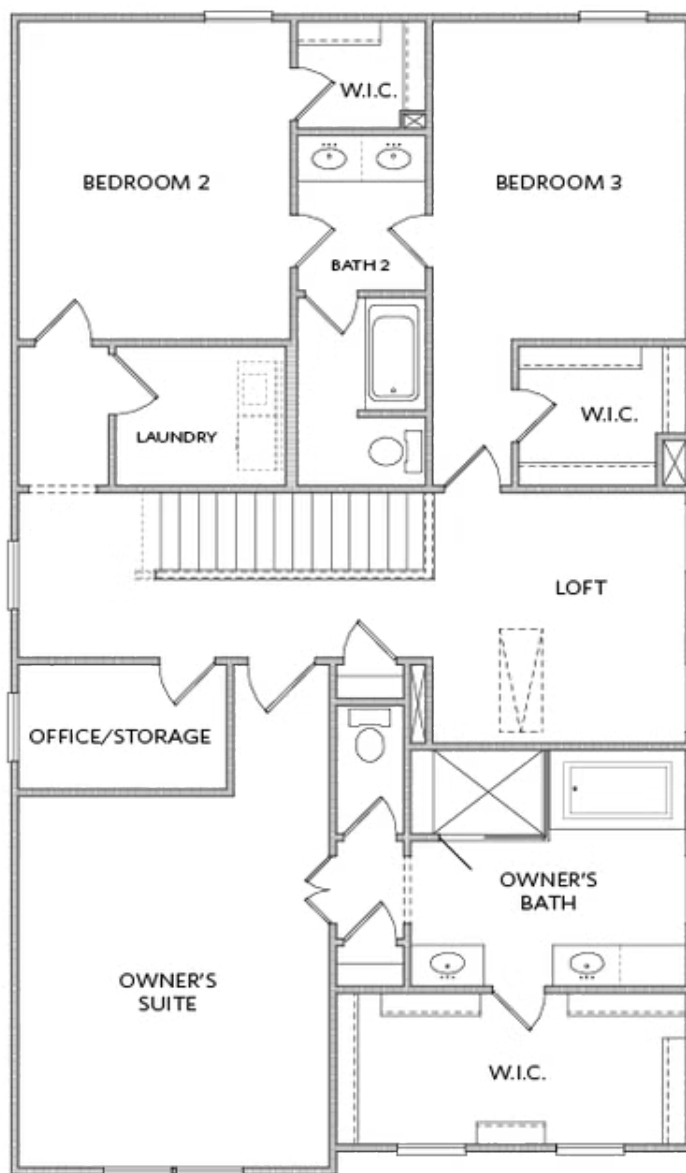 W.I.C.
BEDROOM 2
BEDROOM 3
BATH 2
W.I.C.
LAUNDRY
LOFT
OFFICE/STORAGE
OWNER'S
BATH
OWNER'S
SUITE
W.I.C.